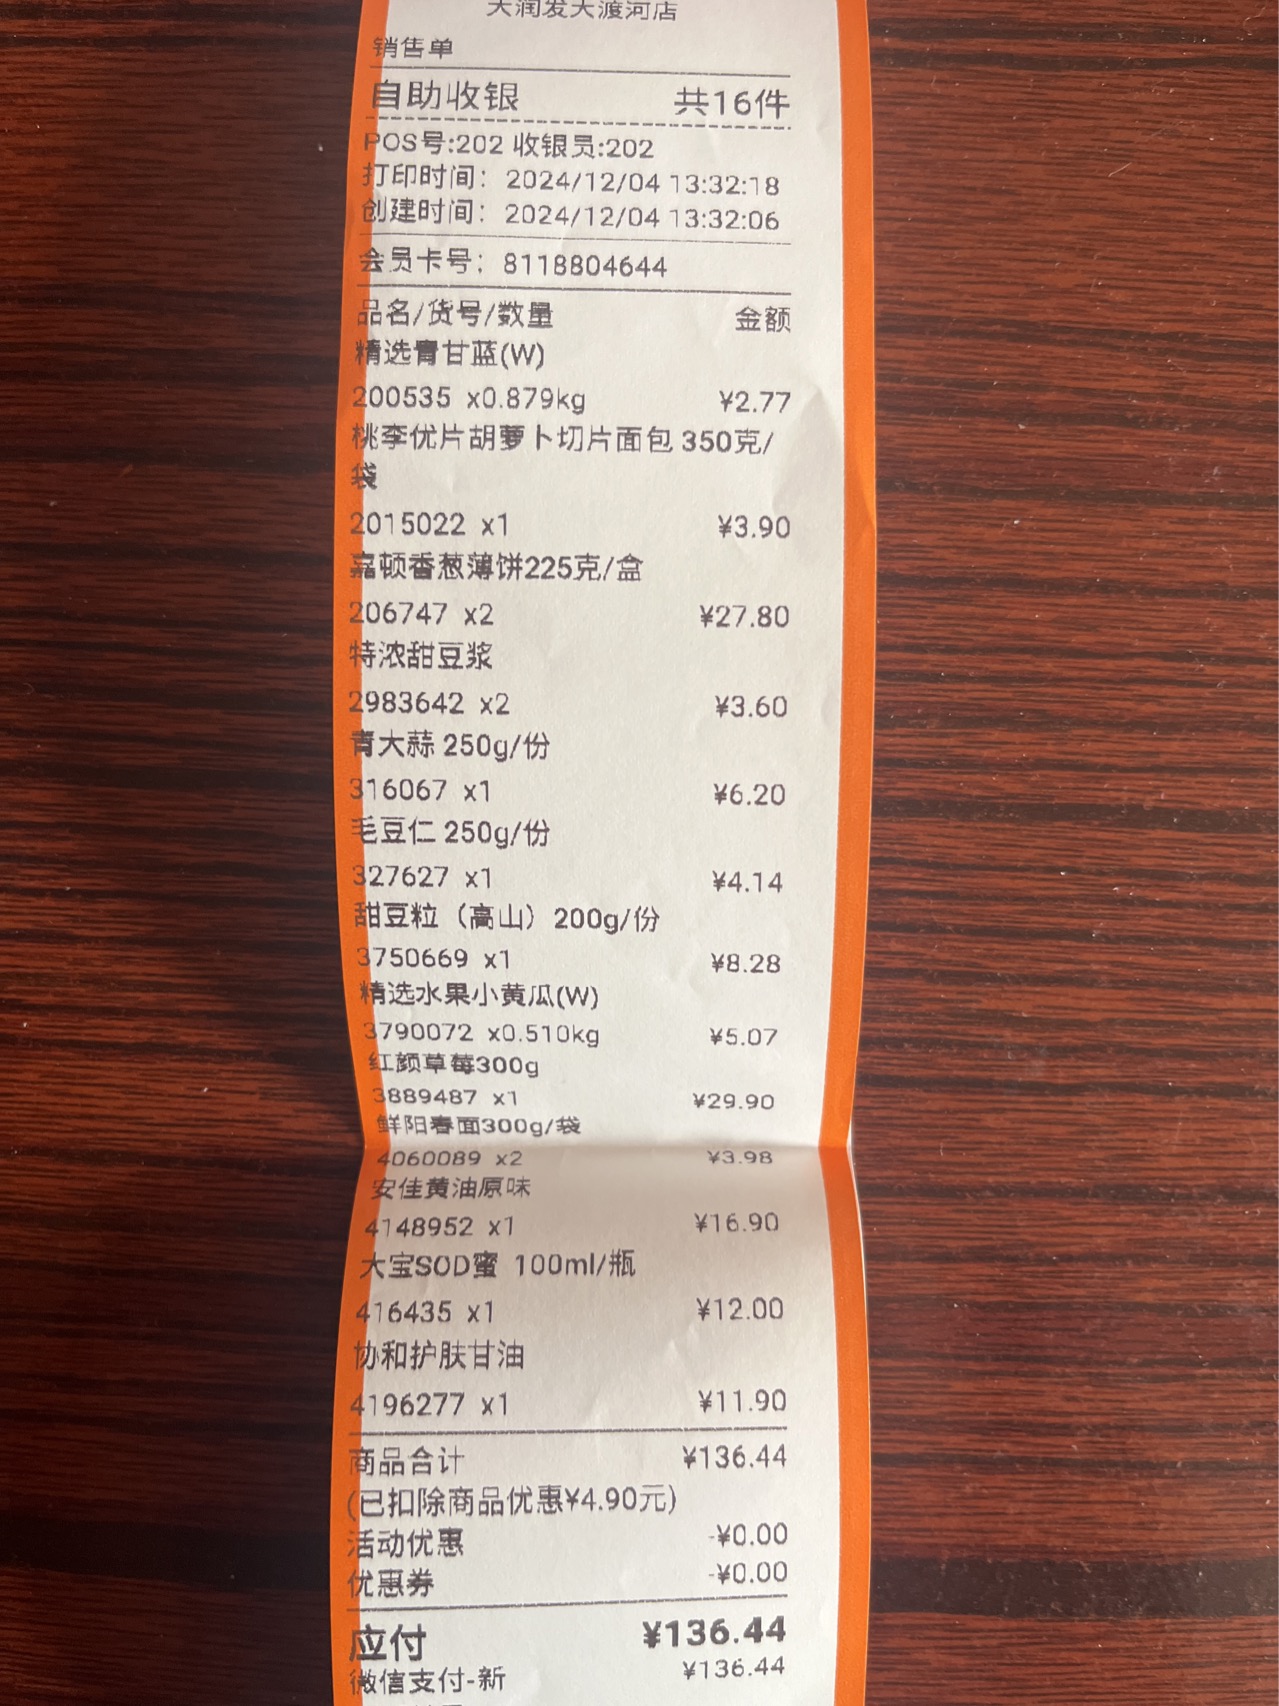 大润发大渡河店
销售单
自助收银 共16件
POS号:202 收银员:202
打印时间: 2024/12/04 13:32:18
创建时间: 2024/12/04 13:32:06
会员卡号: 8118804644
品名/货号/数量 金额
精选青甘蓝(W)
200535 x0.879kg ¥2.77
桃李优片胡萝卜切片面包 350克/
袋
2015022 x1 ¥3.90
嘉顿香葱薄饼225克/盒
206747 x2 ¥27.80
特浓甜豆浆
2983642 x2 ¥3.60
青大蒜 250g/份
316067 x1 ¥6.20
毛豆仁 250g/份
327627 x1 ¥4.14
甜豆粒（高山）200g/份
3750669 x1 ¥8.28
精选水果小黄瓜(W)
3790072 x0.510kg ¥5.07
红颜草莓300g
3889487 x1 ¥29.90
鲜阳春面300g/袋
4060089 x2 ¥3.98
安佳黄油原味
4148952 x1 ¥16.90
大宝SOD蜜 100ml/瓶
416435 x1 ¥12.00
协和护肤甘油
4196277 x1 ¥11.90
商品合计 ¥136.44
(已扣除商品优惠¥4.90元)
活动优惠 -¥0.00
优惠券 -¥0.00
应付 ¥136.44
微信支付-新 ¥136.44